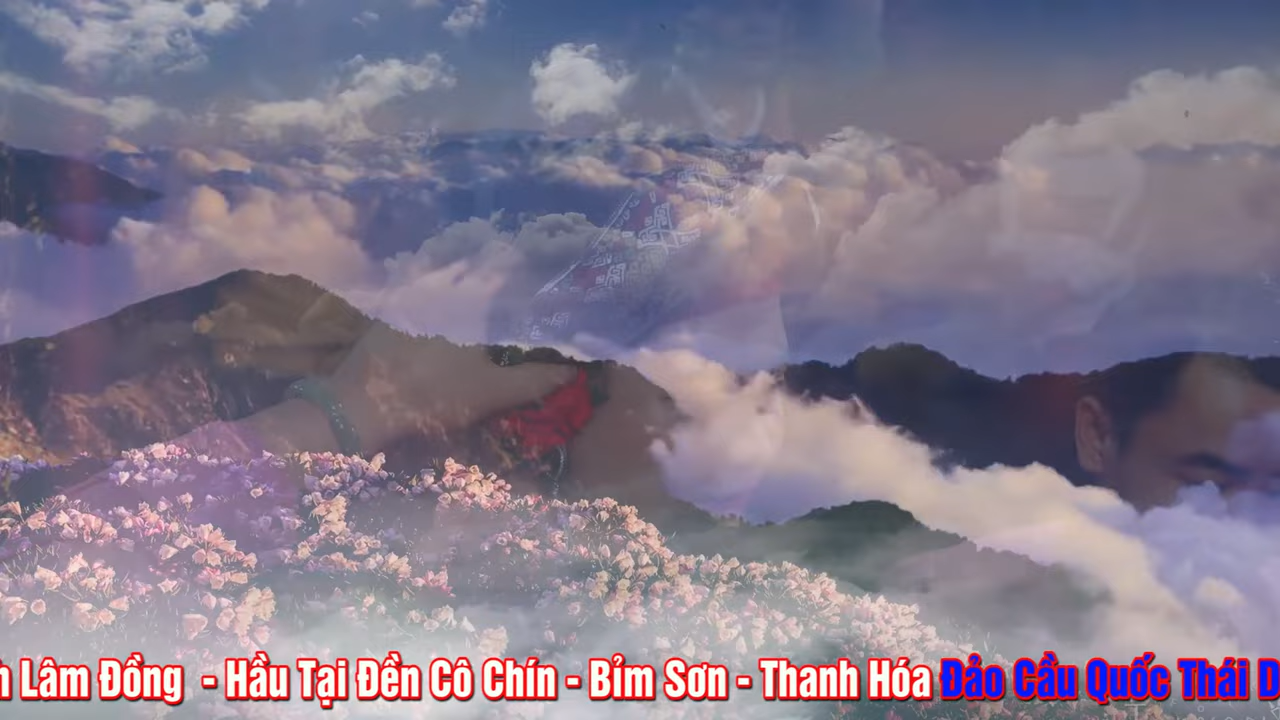 Lâm Đồng - Hầu Tại Đền Cô Chín - Bỉm Sơn - Thanh Hóa Đảo Cầu Quốc Thái D